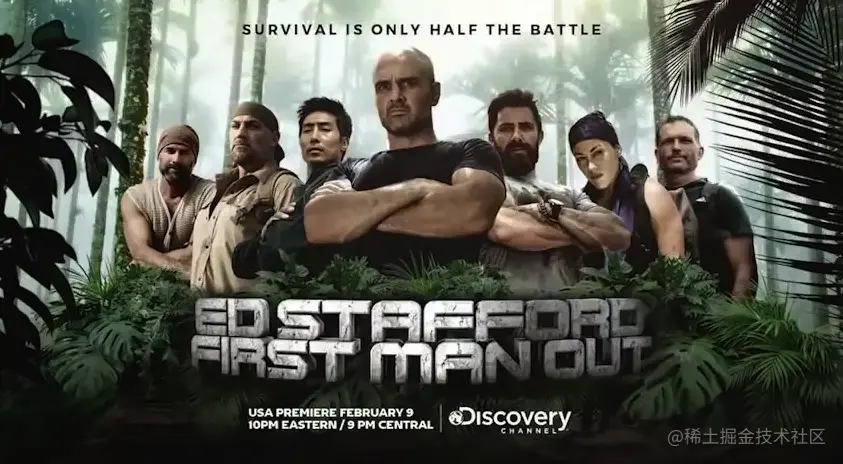 SURVIVAL IS ONLY HALF THE BATTLE
ED STAFFORD
FIRST MAN OUT
USA PREMIERE FEBRUARY 9
10PM EASTERN / 9 PM CENTRAL
Discovery
CHANNEL
@稀土掘金技术社区